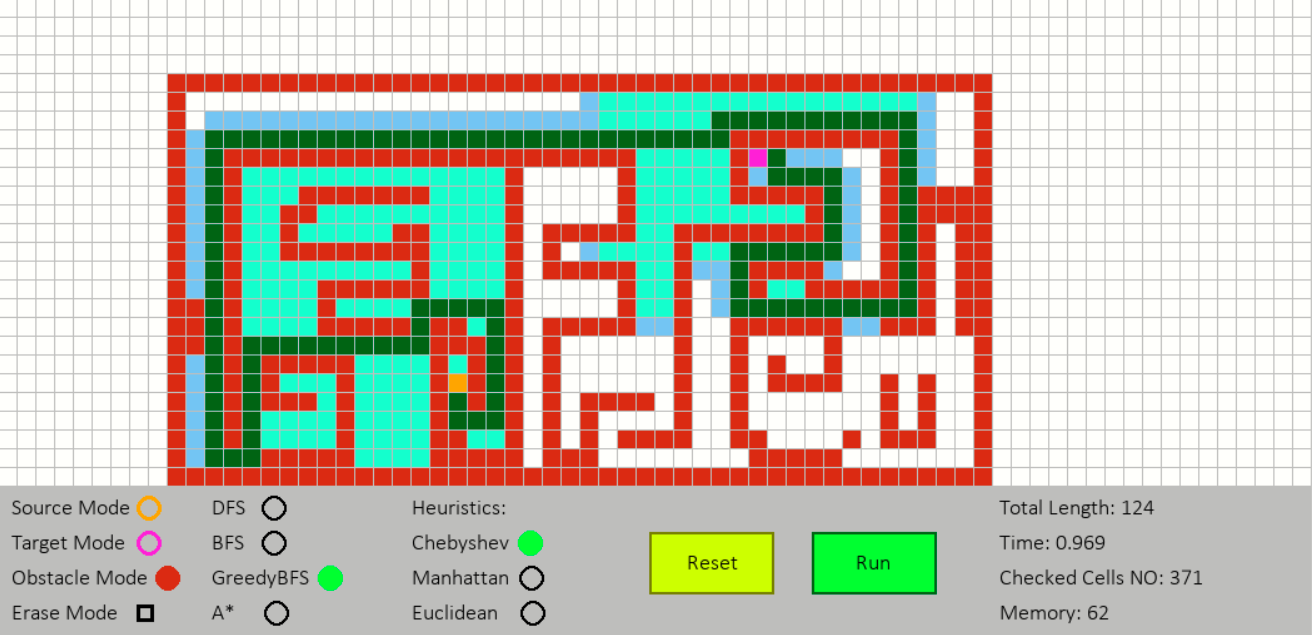 Source Mode DFS Heuristics: Total Length: 124
Target Mode BFS Chebyshev Reset Run Time: 0.969
Obstacle Mode GreedyBFS Manhattan Checked Cells NO: 371
Erase Mode A* Euclidean Memory: 62